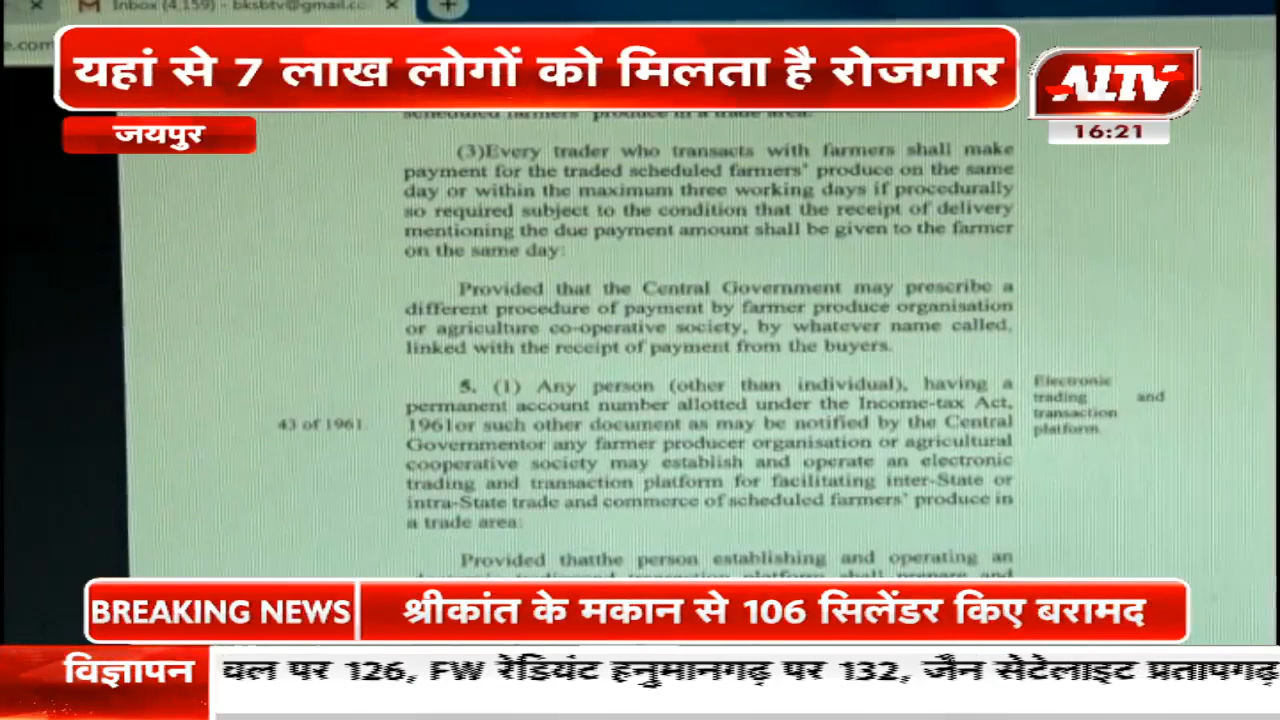 Inbox (4,159) - bksbtv@gmail.co
e.com
यहां से 7 लाख लोगों को मिलता है रोजगार
ALTV
जयपुर
16:21
scheduled farmers' produce in a trade area.
(3)Every trader who transacts with farmers shall make
payment for the traded scheduled farmers' produce on the same
day or within the maximum three working days if procedurally
so required subject to the condition that the receipt of delivery
mentioning the due payment amount shall be given to the farmer
on the same day:
Provided that the Central Government may prescribe a
different procedure of payment by farmer produce organisation
or agriculture co-operative society, by whatever name called,
linked with the receipt of payment from the buyers.
5. (1) Any person (other than individual), having a
permanent account number allotted under the Income-tax Act,
1961or such other document as may be notified by the Central
Governmentor any farmer producer organisation or agricultural
cooperative society may establish and operate an electronic
trading and transaction platform for facilitating inter-State or
intra-State trade and commerce of scheduled farmers' produce in
a trade area:
43 of 1961.
Electronic
trading and
transaction
platform.
Provided thatthe person establishing and operating an
BREAKING NEWS
श्रीकांत के मकान से 106 सिलेंडर किए बरामद
विज्ञापन
वल पर 126, FW रेडियंट हनुमानगढ़ पर 132, जैन सेटेलाइट प्रतापगढ़